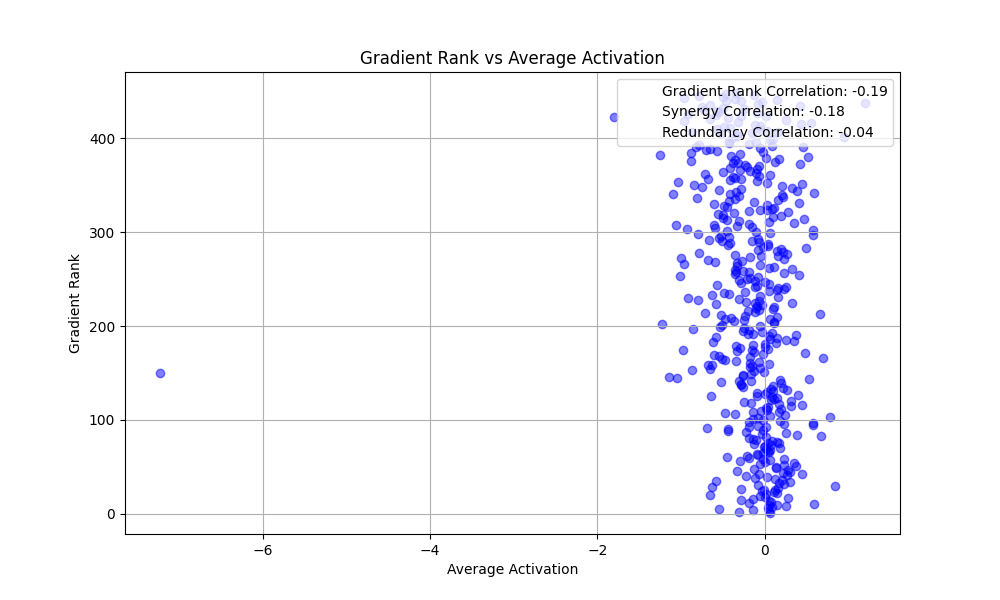 Gradient Rank vs Average Activation
Gradient Rank Correlation: -0.19
Synergy Correlation: -0.18
Redundancy Correlation: -0.04
400
300
200
100
0
Gradient Rank
−6
−4
−2
0
Average Activation